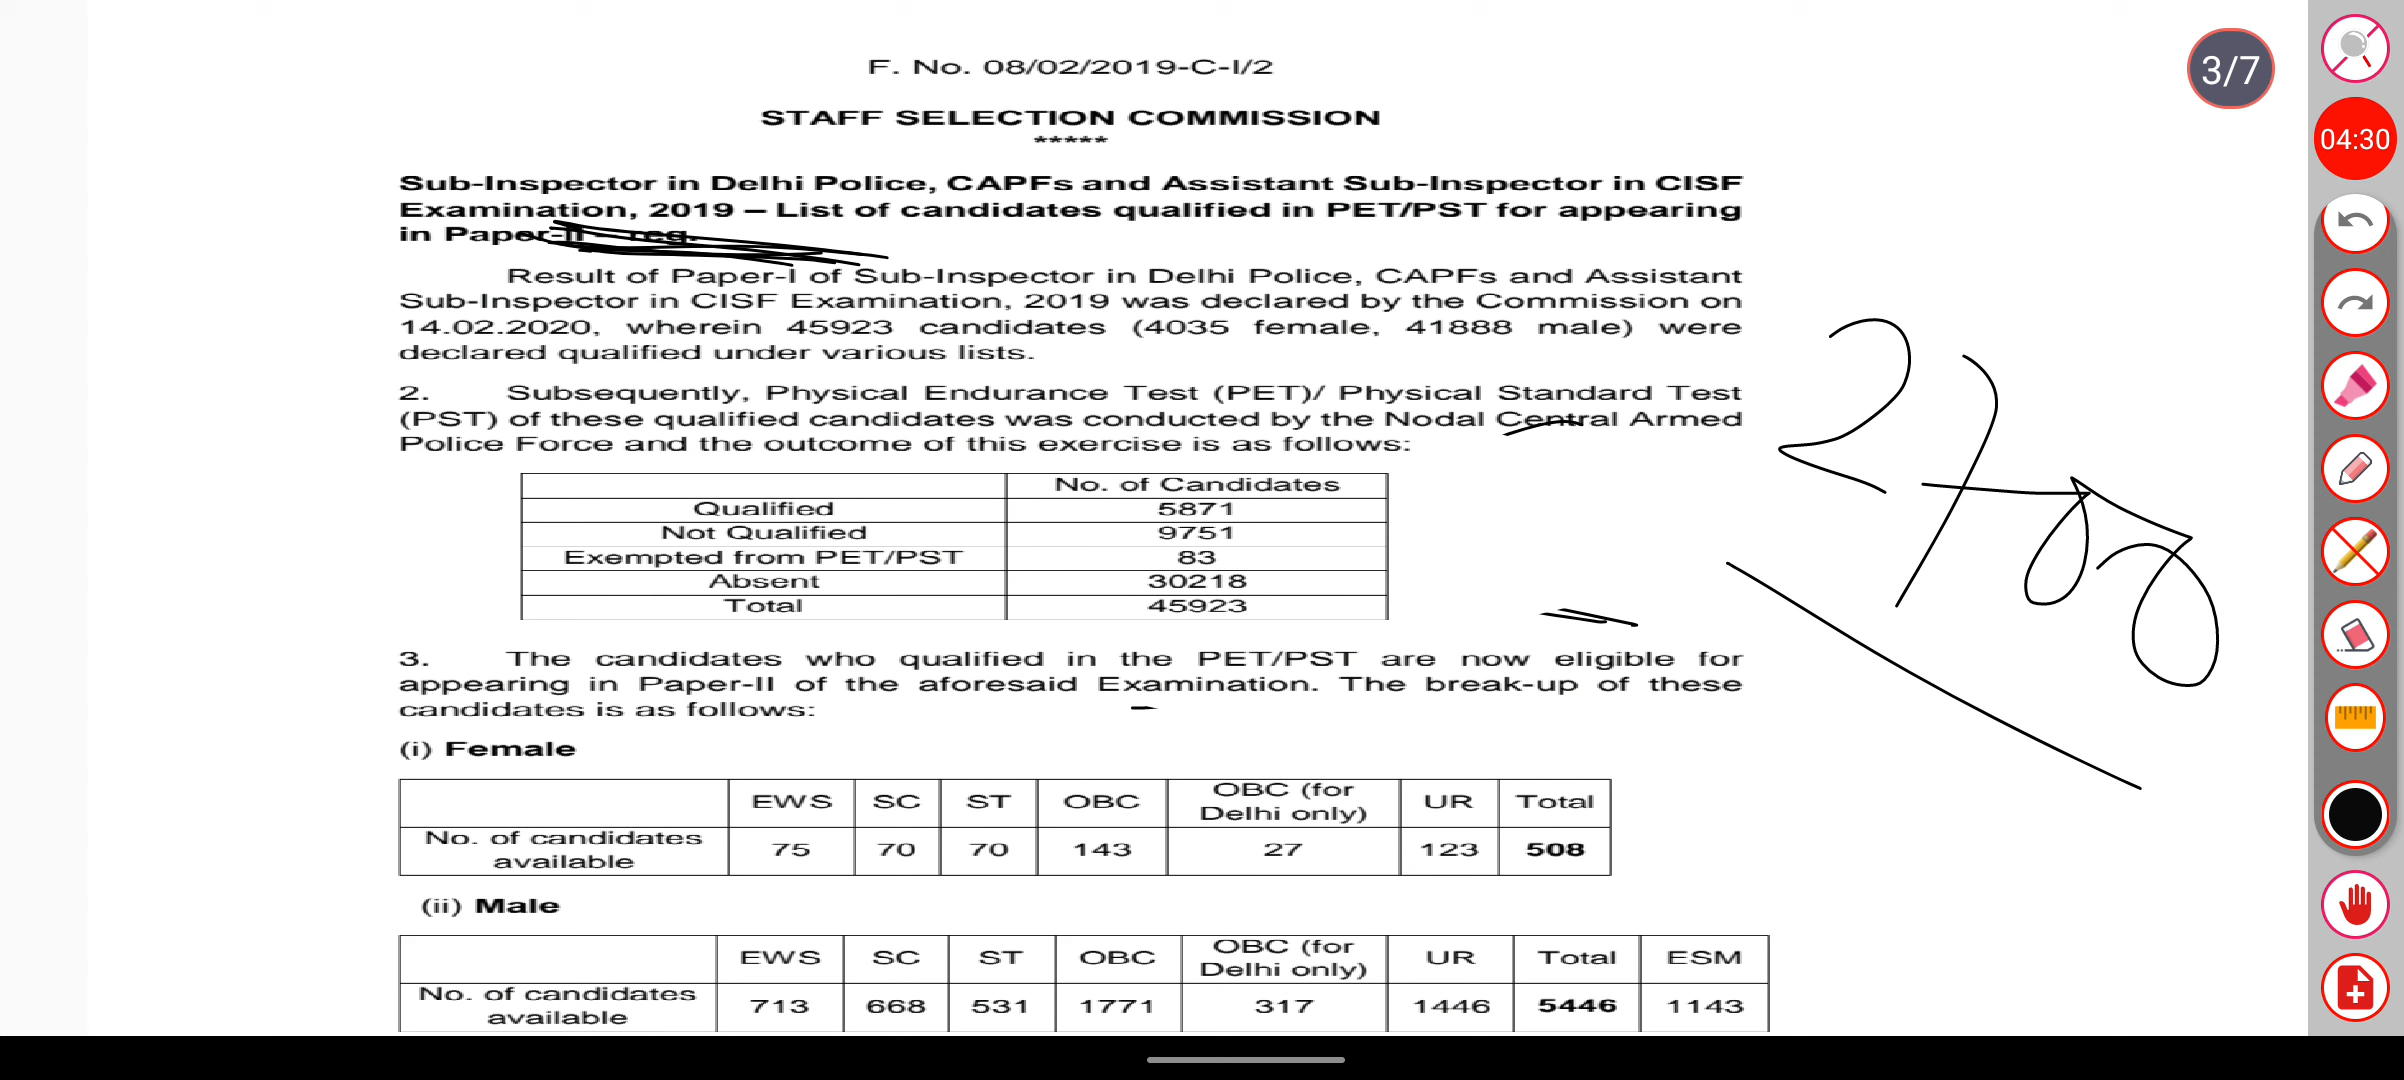 F. No. 08/02/2019-C-I/2
3/7
04:30
STAFF SELECTION COMMISSION
*****
Sub-Inspector in Delhi Police, CAPFs and Assistant Sub-Inspector in CISF
Examination, 2019 – List of candidates qualified in PET/PST for appearing
in Paper-II – reg.
Result of Paper-I of Sub-Inspector in Delhi Police, CAPFs and Assistant
Sub-Inspector in CISF Examination, 2019 was declared by the Commission on
14.02.2020, wherein 45923 candidates (4035 female, 41888 male) were
declared qualified under various lists.
2. Subsequently, Physical Endurance Test (PET)/ Physical Standard Test
(PST) of these qualified candidates was conducted by the Nodal Central Armed
Police Force and the outcome of this exercise is as follows:
No. of Candidates
Qualified 5871
Not Qualified 9751
Exempted from PET/PST 83
Absent 30218
Total 45923
2700
3. The candidates who qualified in the PET/PST are now eligible for
appearing in Paper-II of the aforesaid Examination. The break-up of these
candidates is as follows:
(i) Female
EWS SC ST OBC OBC (for Delhi only) UR Total
No. of candidates available 75 70 70 143 27 123 508
(ii) Male
EWS SC ST OBC OBC (for Delhi only) UR Total ESM
No. of candidates available 713 668 531 1771 317 1446 5446 1143